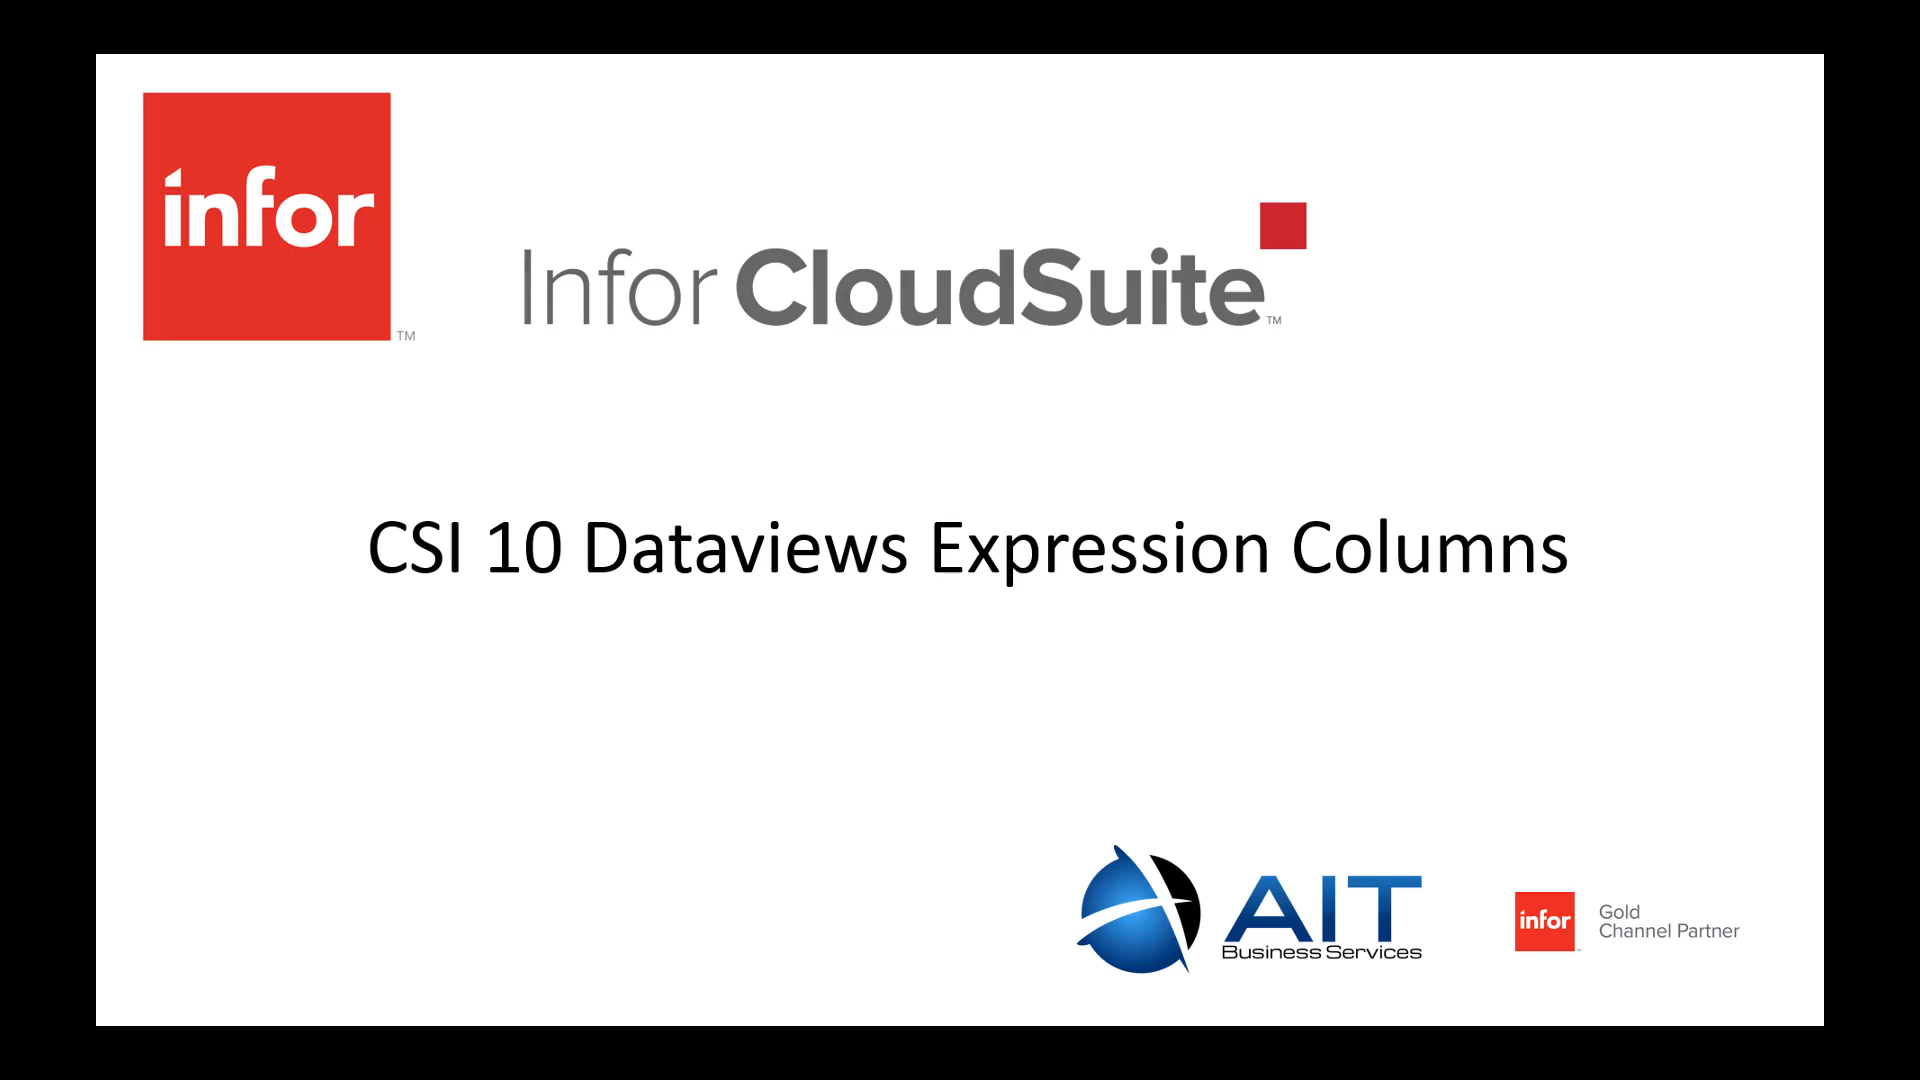 infor
TM
Infor CloudSuite
TM
CSI 10 Dataviews Expression Columns
AIT
Business Services
infor
Gold
Channel Partner